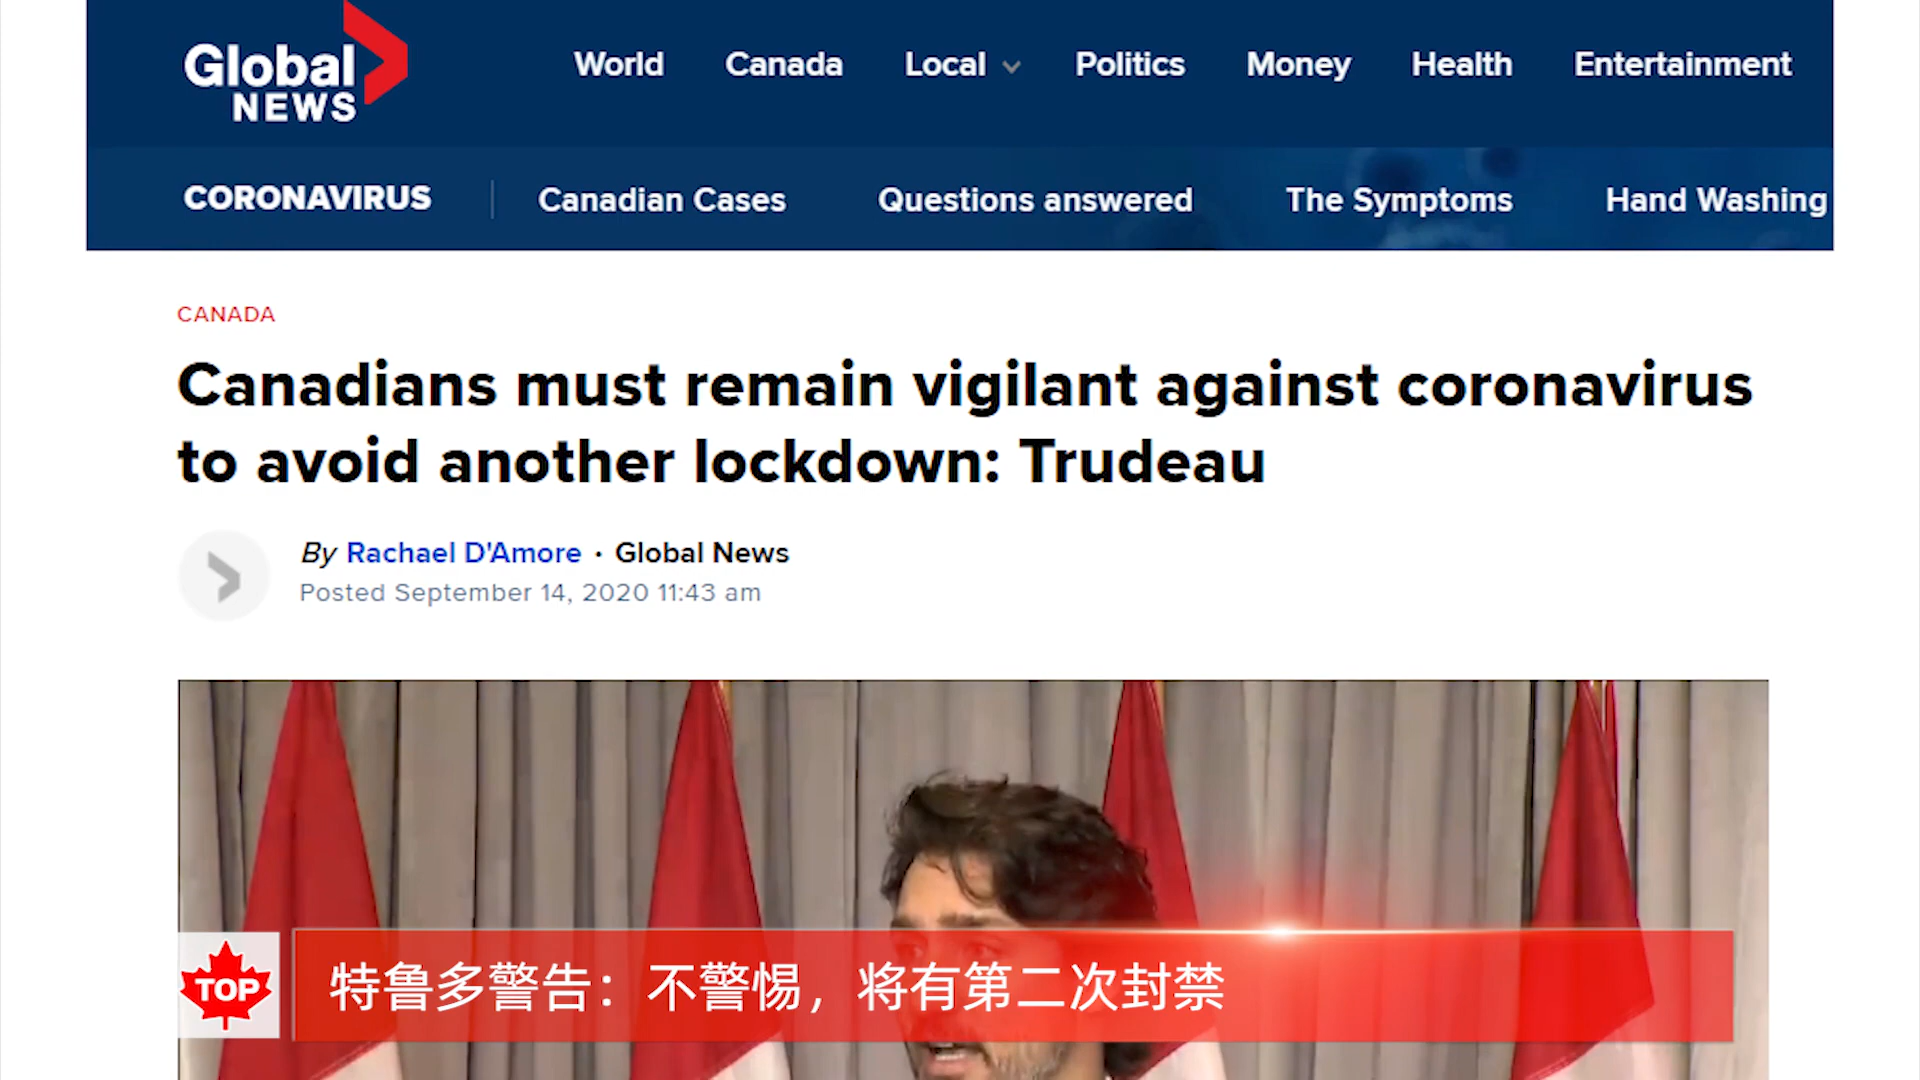 Global
NEWS
World Canada Local Politics Money Health Entertainment
CORONAVIRUS Canadian Cases Questions answered The Symptoms Hand Washing
CANADA
Canadians must remain vigilant against coronavirus
to avoid another lockdown: Trudeau
By Rachael D'Amore • Global News
Posted September 14, 2020 11:43 am
TOP
特鲁多警告：不警惕，将有第二次封禁